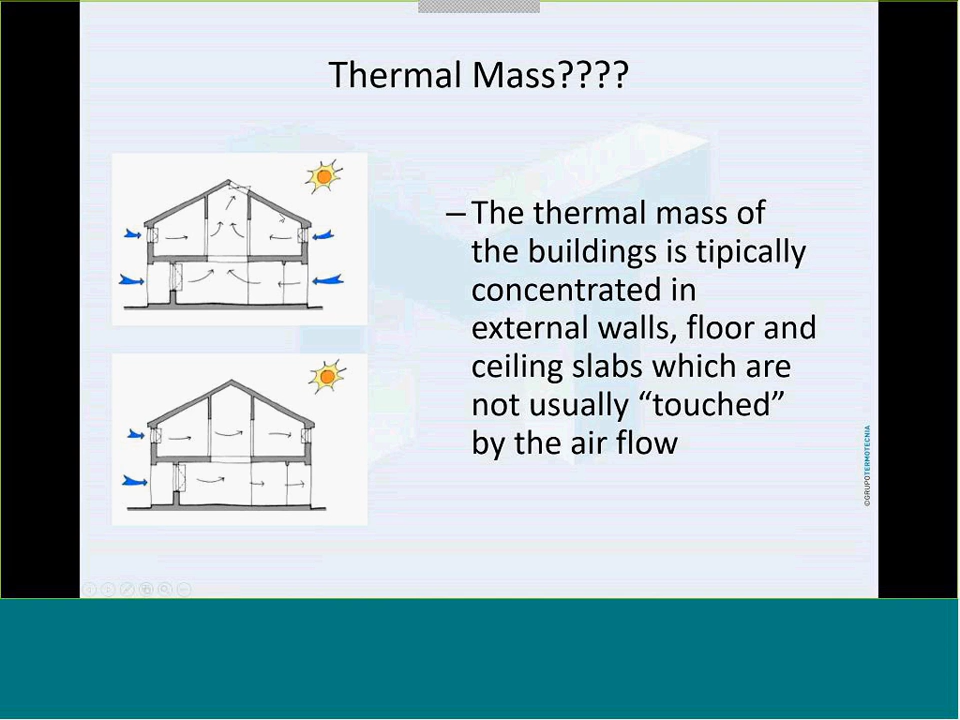 Thermal Mass????
–The thermal mass of
the buildings is tipically
concentrated in
external walls, floor and
ceiling slabs which are
not usually “touched”
by the air flow
©GRUPOTERMOTECNIA